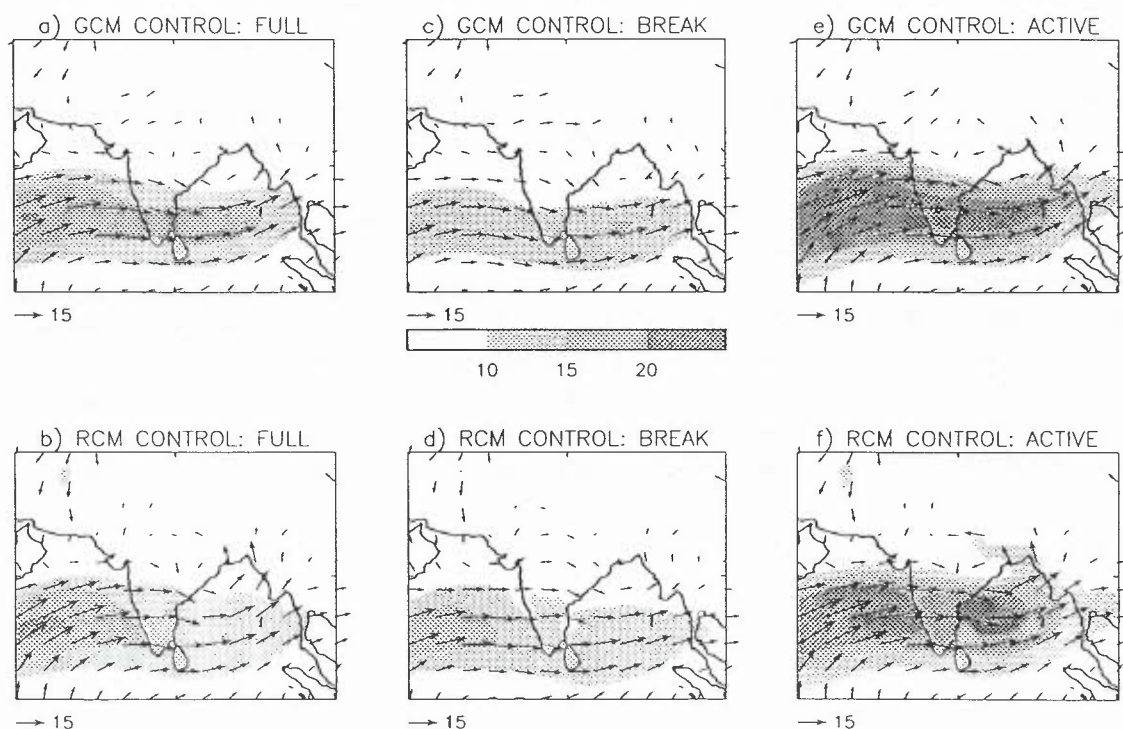 a) GCM CONTROL: FULL
c) GCM CONTROL: BREAK
e) GCM CONTROL: ACTIVE
15
15
15
10 15 20
b) RCM CONTROL: FULL
d) RCM CONTROL: BREAK
f) RCM CONTROL: ACTIVE
15
15
15